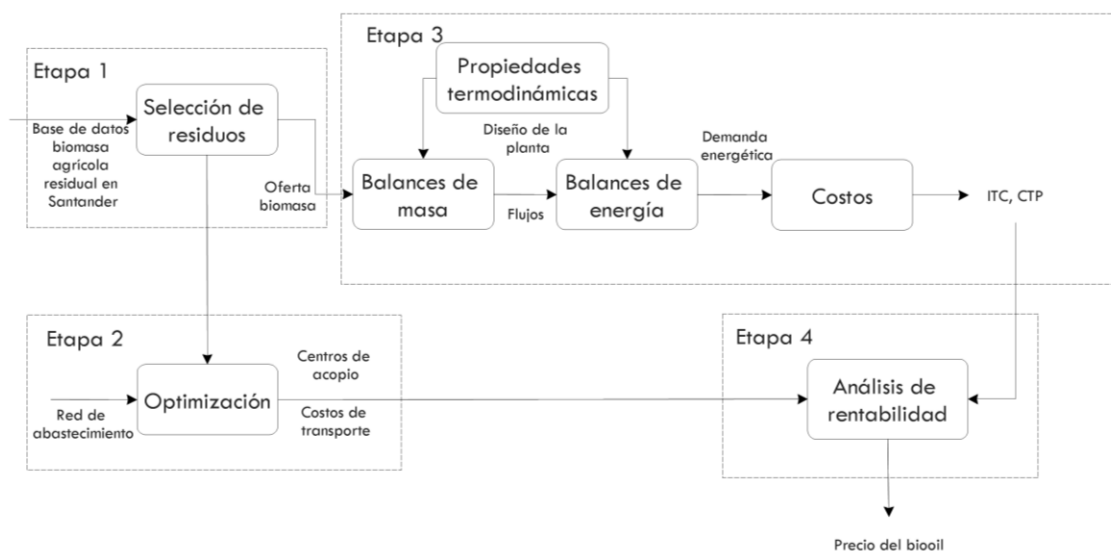 Etapa 1
Selección de
residuos
Base de datos
biomasa
agrícola
residual en
Santander
Oferta
biomasa
Etapa 3
Propiedades
termodinámicas
Diseño de la
planta
Balances de
masa
Flujos
Balances de
energía
Demanda
energética
Costos
ITC, CTP
Etapa 2
Optimización
Red de
abastecimiento
Centros de
acopio
Costos de
transporte
Etapa 4
Análisis de
rentabilidad
Precio del biooil